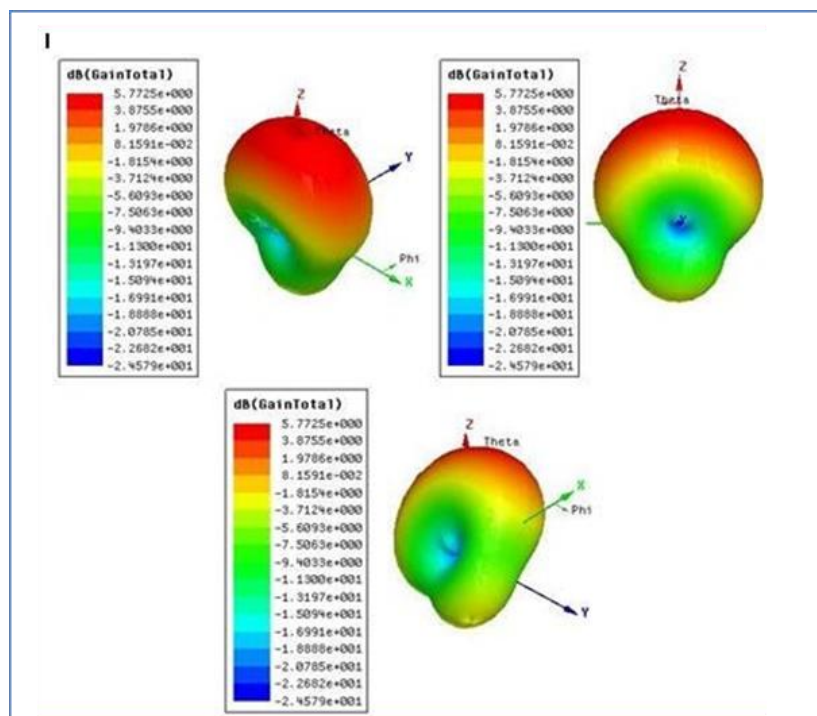 I
dB(GainTotal)
5.7725e+000
3.8755e+000
1.9786e+000
8.1591e-002
-1.8154e+000
-3.7124e+000
-5.6093e+000
-7.5063e+000
-9.4033e+000
-1.1300e+001
-1.3197e+001
-1.5094e+001
-1.6991e+001
-1.8888e+001
-2.0785e+001
-2.2682e+001
-2.4579e+001
Z
Theta
Y
Phi
X
dB(GainTotal)
5.7725e+000
3.8755e+000
1.9786e+000
8.1591e-002
-1.8154e+000
-3.7124e+000
-5.6093e+000
-7.5063e+000
-9.4033e+000
-1.1300e+001
-1.3197e+001
-1.5094e+001
-1.6991e+001
-1.8888e+001
-2.0785e+001
-2.2682e+001
-2.4579e+001
Z
Theta
dB(GainTotal)
5.7725e+000
3.8755e+000
1.9786e+000
8.1591e-002
-1.8154e+000
-3.7124e+000
-5.6093e+000
-7.5063e+000
-9.4033e+000
-1.1300e+001
-1.3197e+001
-1.5094e+001
-1.6991e+001
-1.8888e+001
-2.0785e+001
-2.2682e+001
-2.4579e+001
Z
Theta
X
Phi
Y